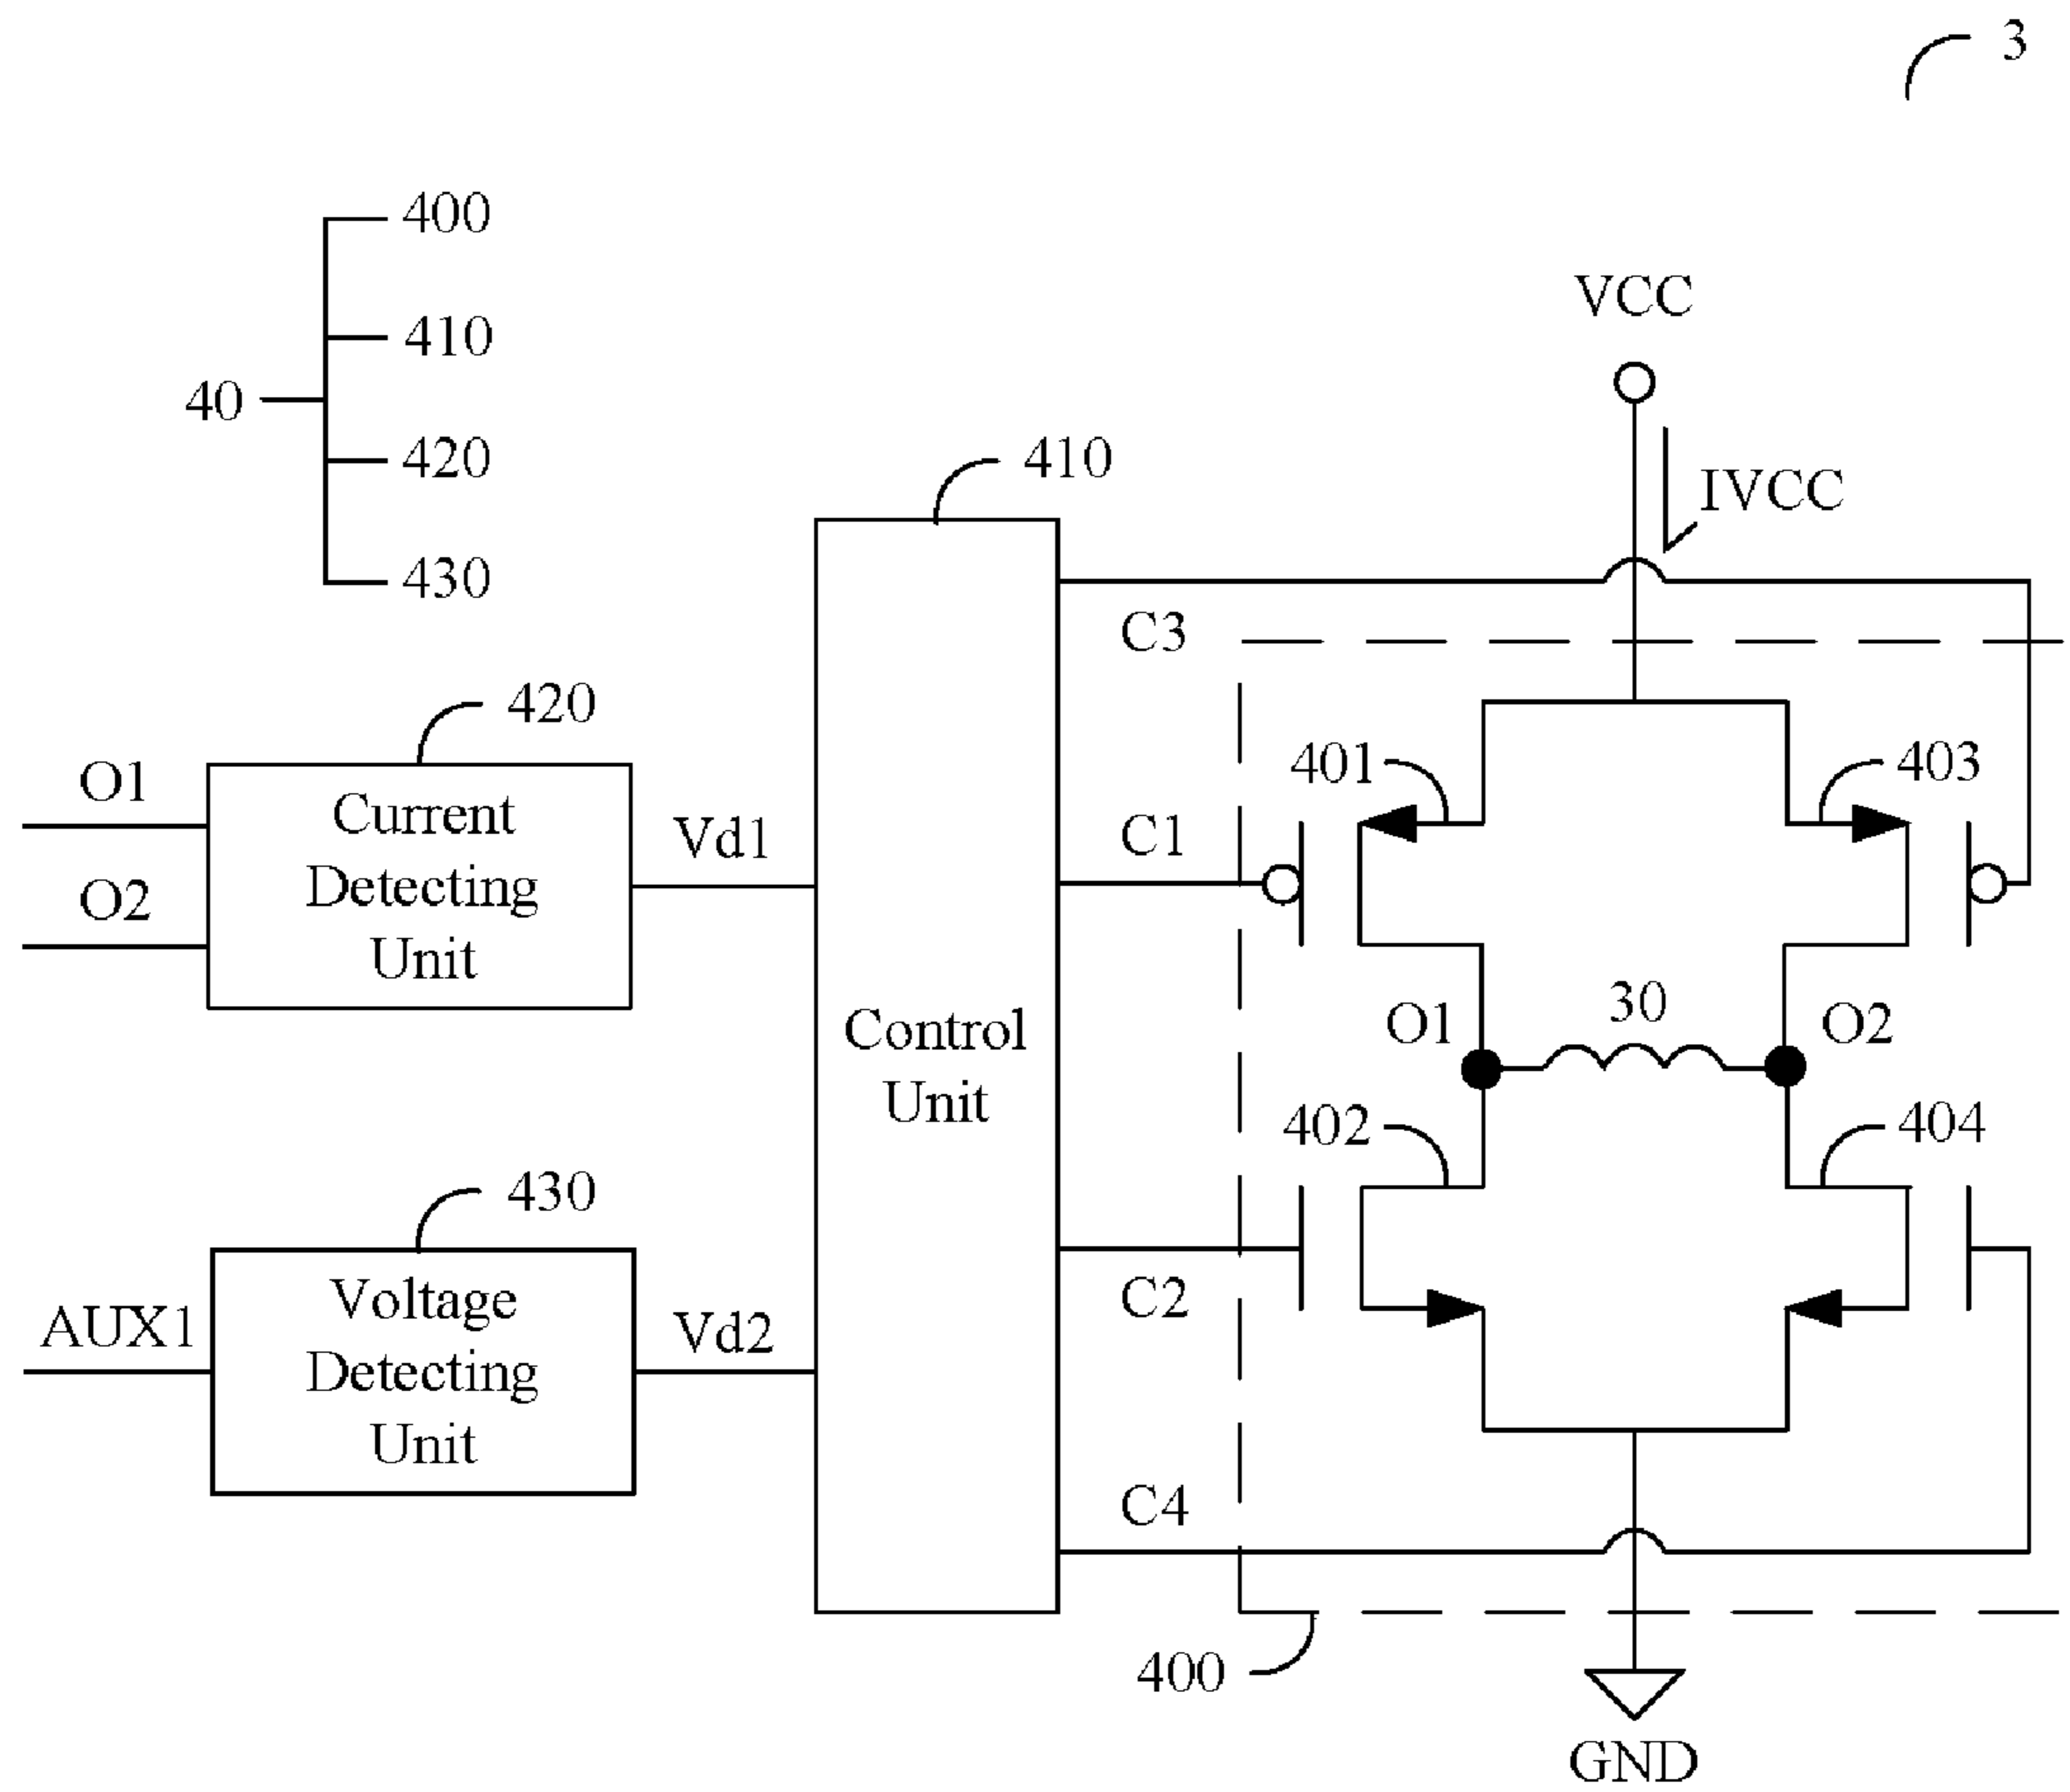 3
400
410
40
420
430
VCC
IVCC
410
C3
420
401
403
O1
Current
Detecting
Unit
Vd1
C1
O2
Control
Unit
O1
30
O2
402
404
430
AUX1
Voltage
Detecting
Unit
Vd2
C2
C4
400
GND